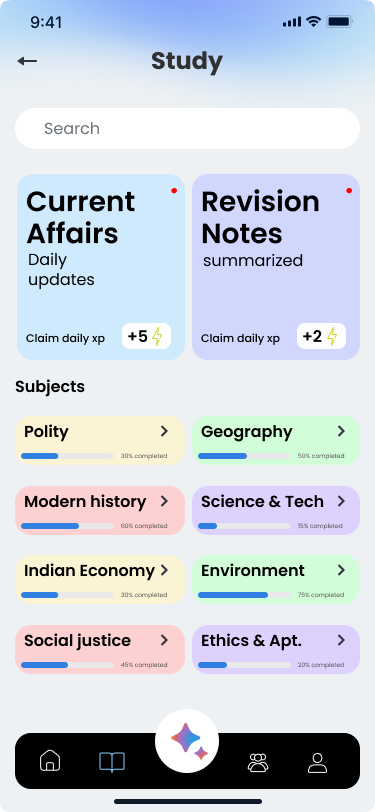 9:41
Study
Search
Current
Affairs
Daily
updates
Claim daily xp
+5
Revision
Notes
summarized
Claim daily xp
+2
Subjects
Polity
30% completed
Geography
50% completed
Modern history
60% completed
Science & Tech
15% completed
Indian Economy
30% completed
Environment
75% completed
Social justice
45% completed
Ethics & Apt.
20% completed